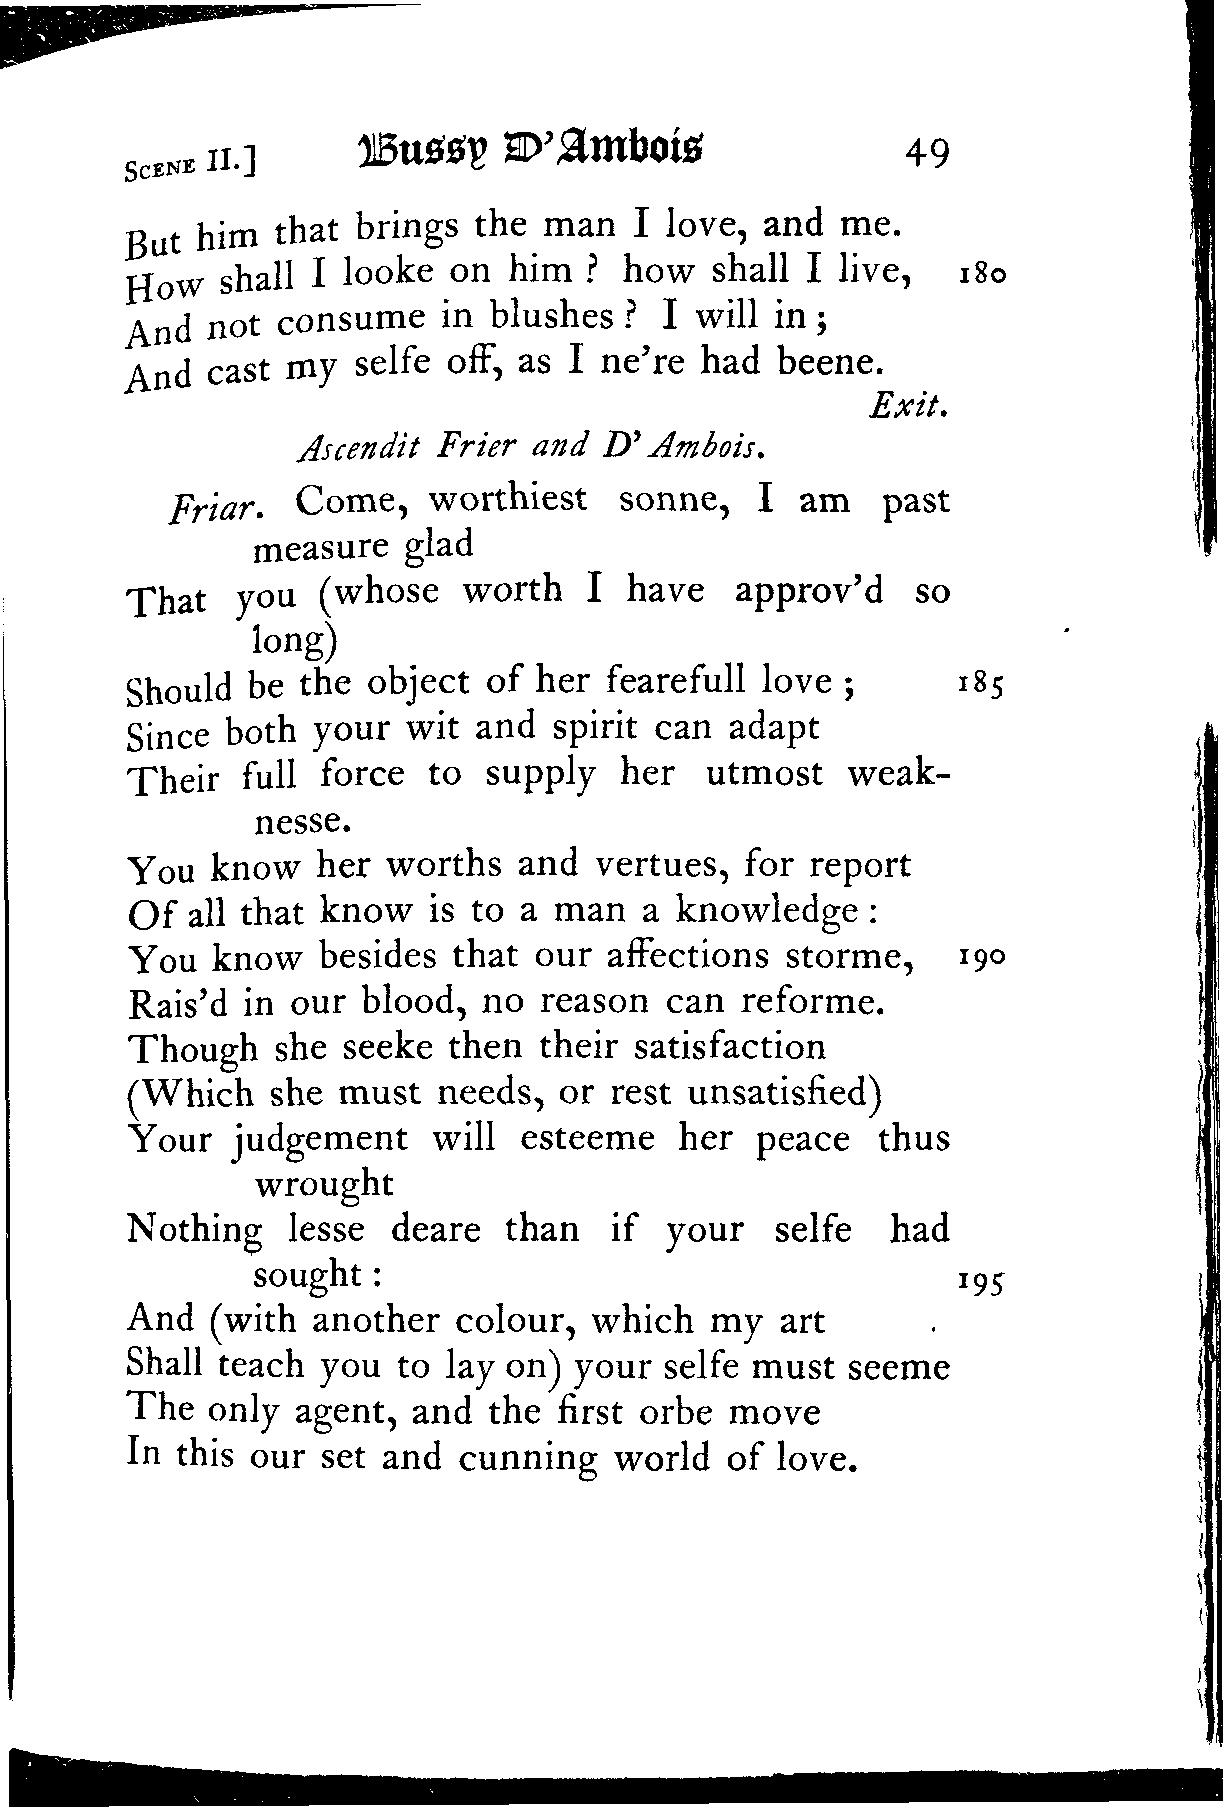 SCENE II.] Bussy D'Ambois 49
But him that brings the man I love, and me.
How shall I looke on him ? how shall I live, 180
And not consume in blushes ? I will in ;
And cast my selfe off, as I ne're had beene.
Exit.
Ascendit Frier and D'Ambois.
Friar. Come, worthiest sonne, I am past
measure glad
That you (whose worth I have approv'd so
long)
Should be the object of her fearefull love ; 185
Since both your wit and spirit can adapt
Their full force to supply her utmost weak-
nesse.
You know her worths and vertues, for report
Of all that know is to a man a knowledge :
You know besides that our affections storme, 190
Rais'd in our blood, no reason can reforme.
Though she seeke then their satisfaction
(Which she must needs, or rest unsatisfied)
Your judgement will esteeme her peace thus
wrought
Nothing lesse deare than if your selfe had
sought : 195
And (with another colour, which my art
Shall teach you to lay on) your selfe must seeme
The only agent, and the first orbe move
In this our set and cunning world of love.